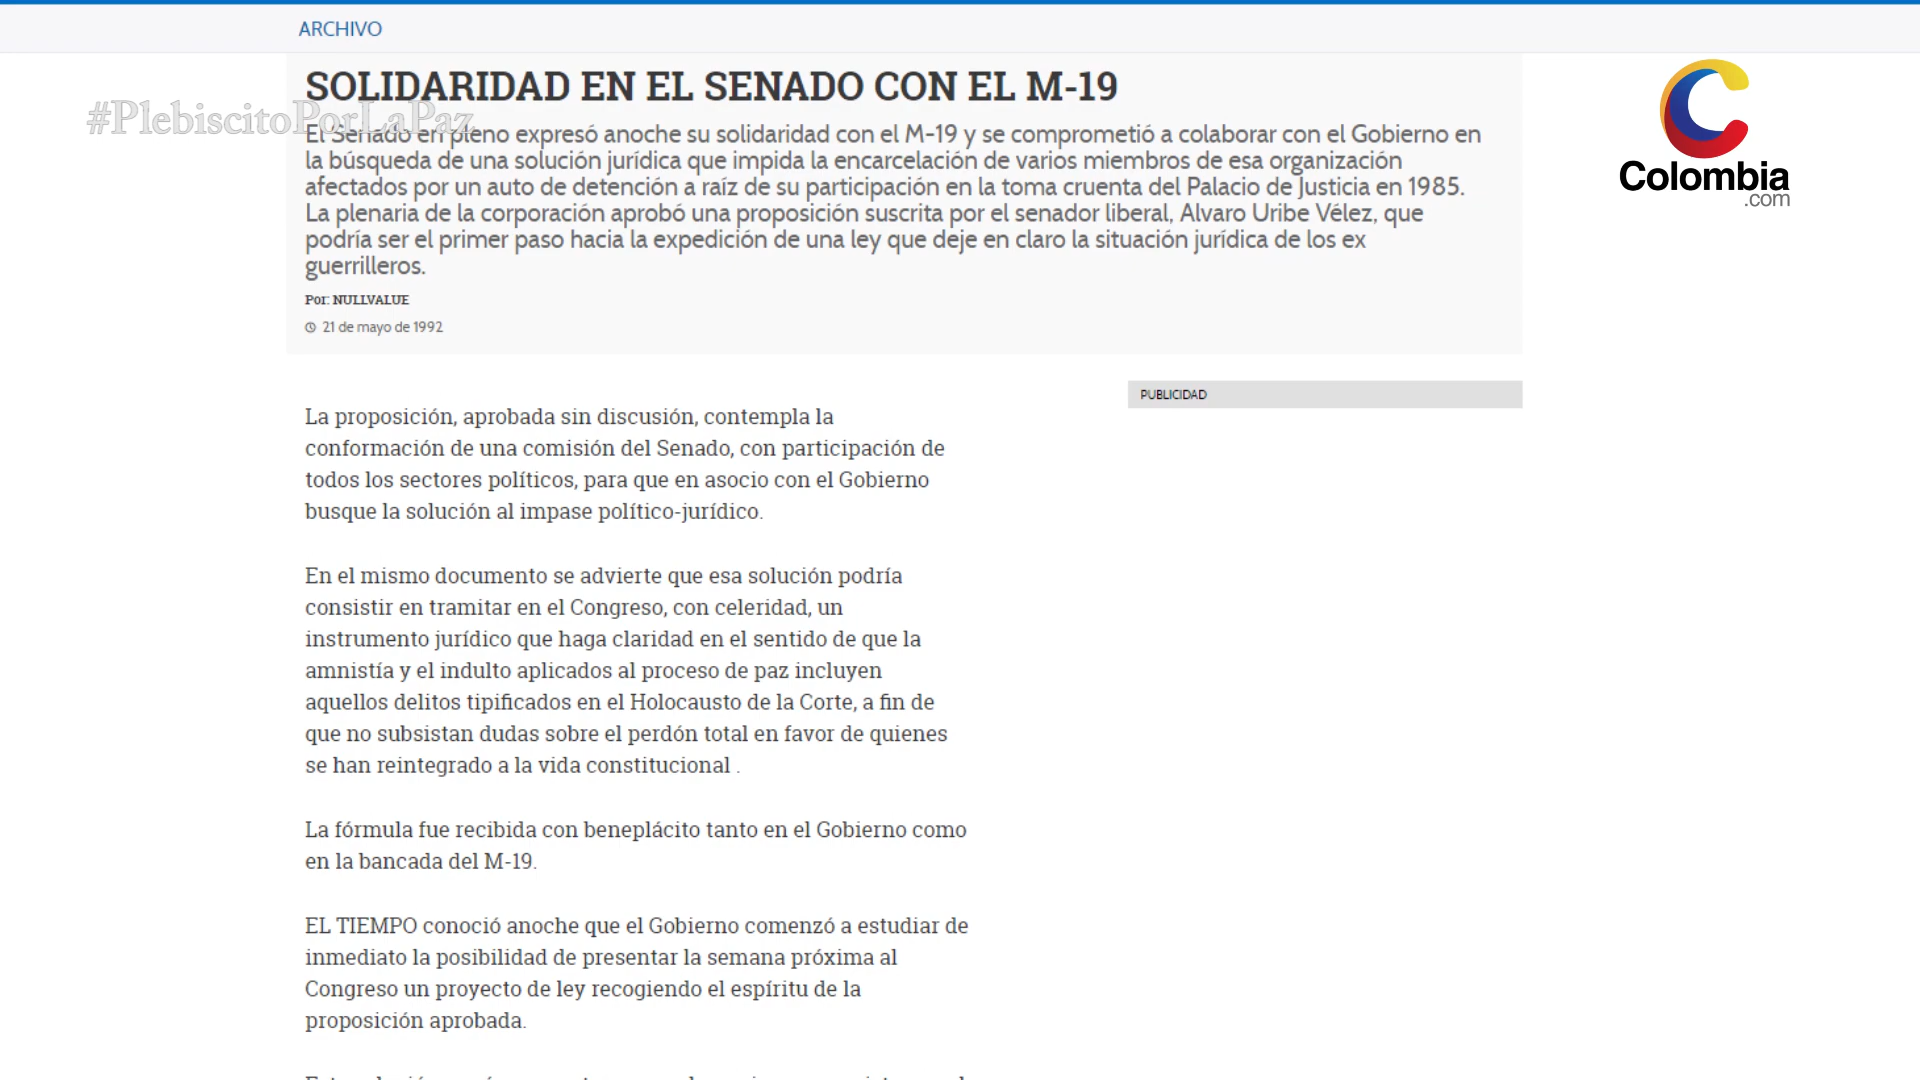 ARCHIVO
SOLIDARIDAD EN EL SENADO CON EL M-19
#PlebiscitoPorLaPaz
El Senado en pleno expresó anoche su solidaridad con el M-19 y se comprometió a colaborar con el Gobierno en
la búsqueda de una solución jurídica que impida la encarcelación de varios miembros de esa organización
afectados por un auto de detención a raíz de su participación en la toma cruenta del Palacio de Justicia en 1985.
La plenaria de la corporación aprobó una proposición suscrita por el senador liberal, Alvaro Uribe Vélez, que
podría ser el primer paso hacia la expedición de una ley que deje en claro la situación jurídica de los ex
guerrilleros.
Por: NULLVALUE
21 de mayo de 1992
Colombia
.com
PUBLICIDAD
La proposición, aprobada sin discusión, contempla la
conformación de una comisión del Senado, con participación de
todos los sectores políticos, para que en asocio con el Gobierno
busque la solución al impase político-jurídico.
En el mismo documento se advierte que esa solución podría
consistir en tramitar en el Congreso, con celeridad, un
instrumento jurídico que haga claridad en el sentido de que la
amnistía y el indulto aplicados al proceso de paz incluyen
aquellos delitos tipificados en el Holocausto de la Corte, a fin de
que no subsistan dudas sobre el perdón total en favor de quienes
se han reintegrado a la vida constitucional .
La fórmula fue recibida con beneplácito tanto en el Gobierno como
en la bancada del M-19.
EL TIEMPO conoció anoche que el Gobierno comenzó a estudiar de
inmediato la posibilidad de presentar la semana próxima al
Congreso un proyecto de ley recogiendo el espíritu de la
proposición aprobada.